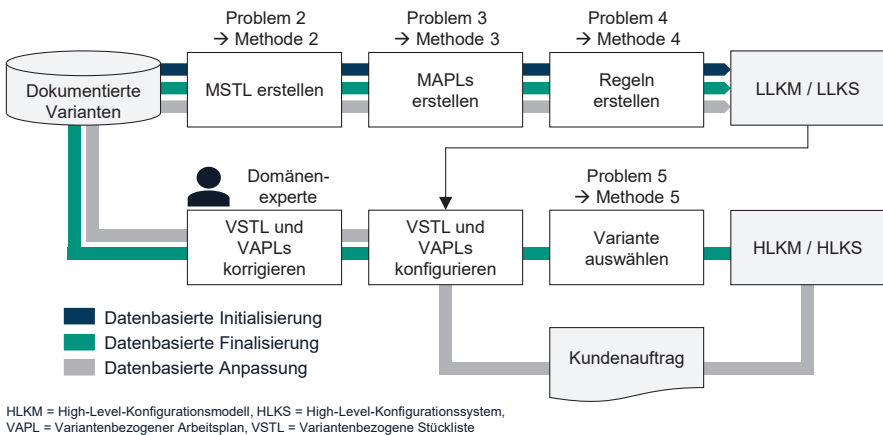 Problem 2
→ Methode 2
Problem 3
→ Methode 3
Problem 4
→ Methode 4
Dokumentierte
Varianten
MSTL erstellen
MAPLs
erstellen
Regeln
erstellen
LLKM / LLKS
Domänen-
experte
Problem 5
→ Methode 5
VSTL und
VAPLs
korrigieren
VSTL und
VAPLs
konfigurieren
Variante
auswählen
HLKM / HLKS
Datenbasierte Initialisierung
Datenbasierte Finalisierung
Datenbasierte Anpassung
Kundenauftrag
HLKM = High-Level-Konfigurationsmodell, HLKS = High-Level-Konfigurationssystem,
VAPL = Variantenbezogener Arbeitsplan, VSTL = Variantenbezogene Stückliste